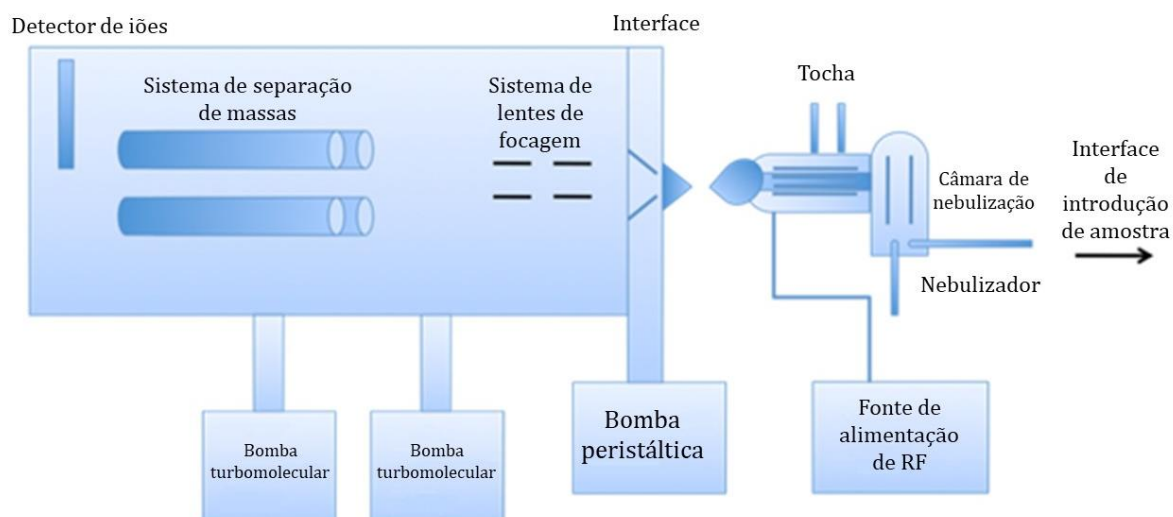 Detector de iões
Interface
Sistema de separação
de massas
Sistema de
lentes de
focagem
Tocha
Câmara de
nebulização
Interface
de
introdução
de amostra
Nebulizador
Bomba
turbomolecular
Bomba
turbomolecular
Bomba
peristáltica
Fonte de
alimentação
de RF